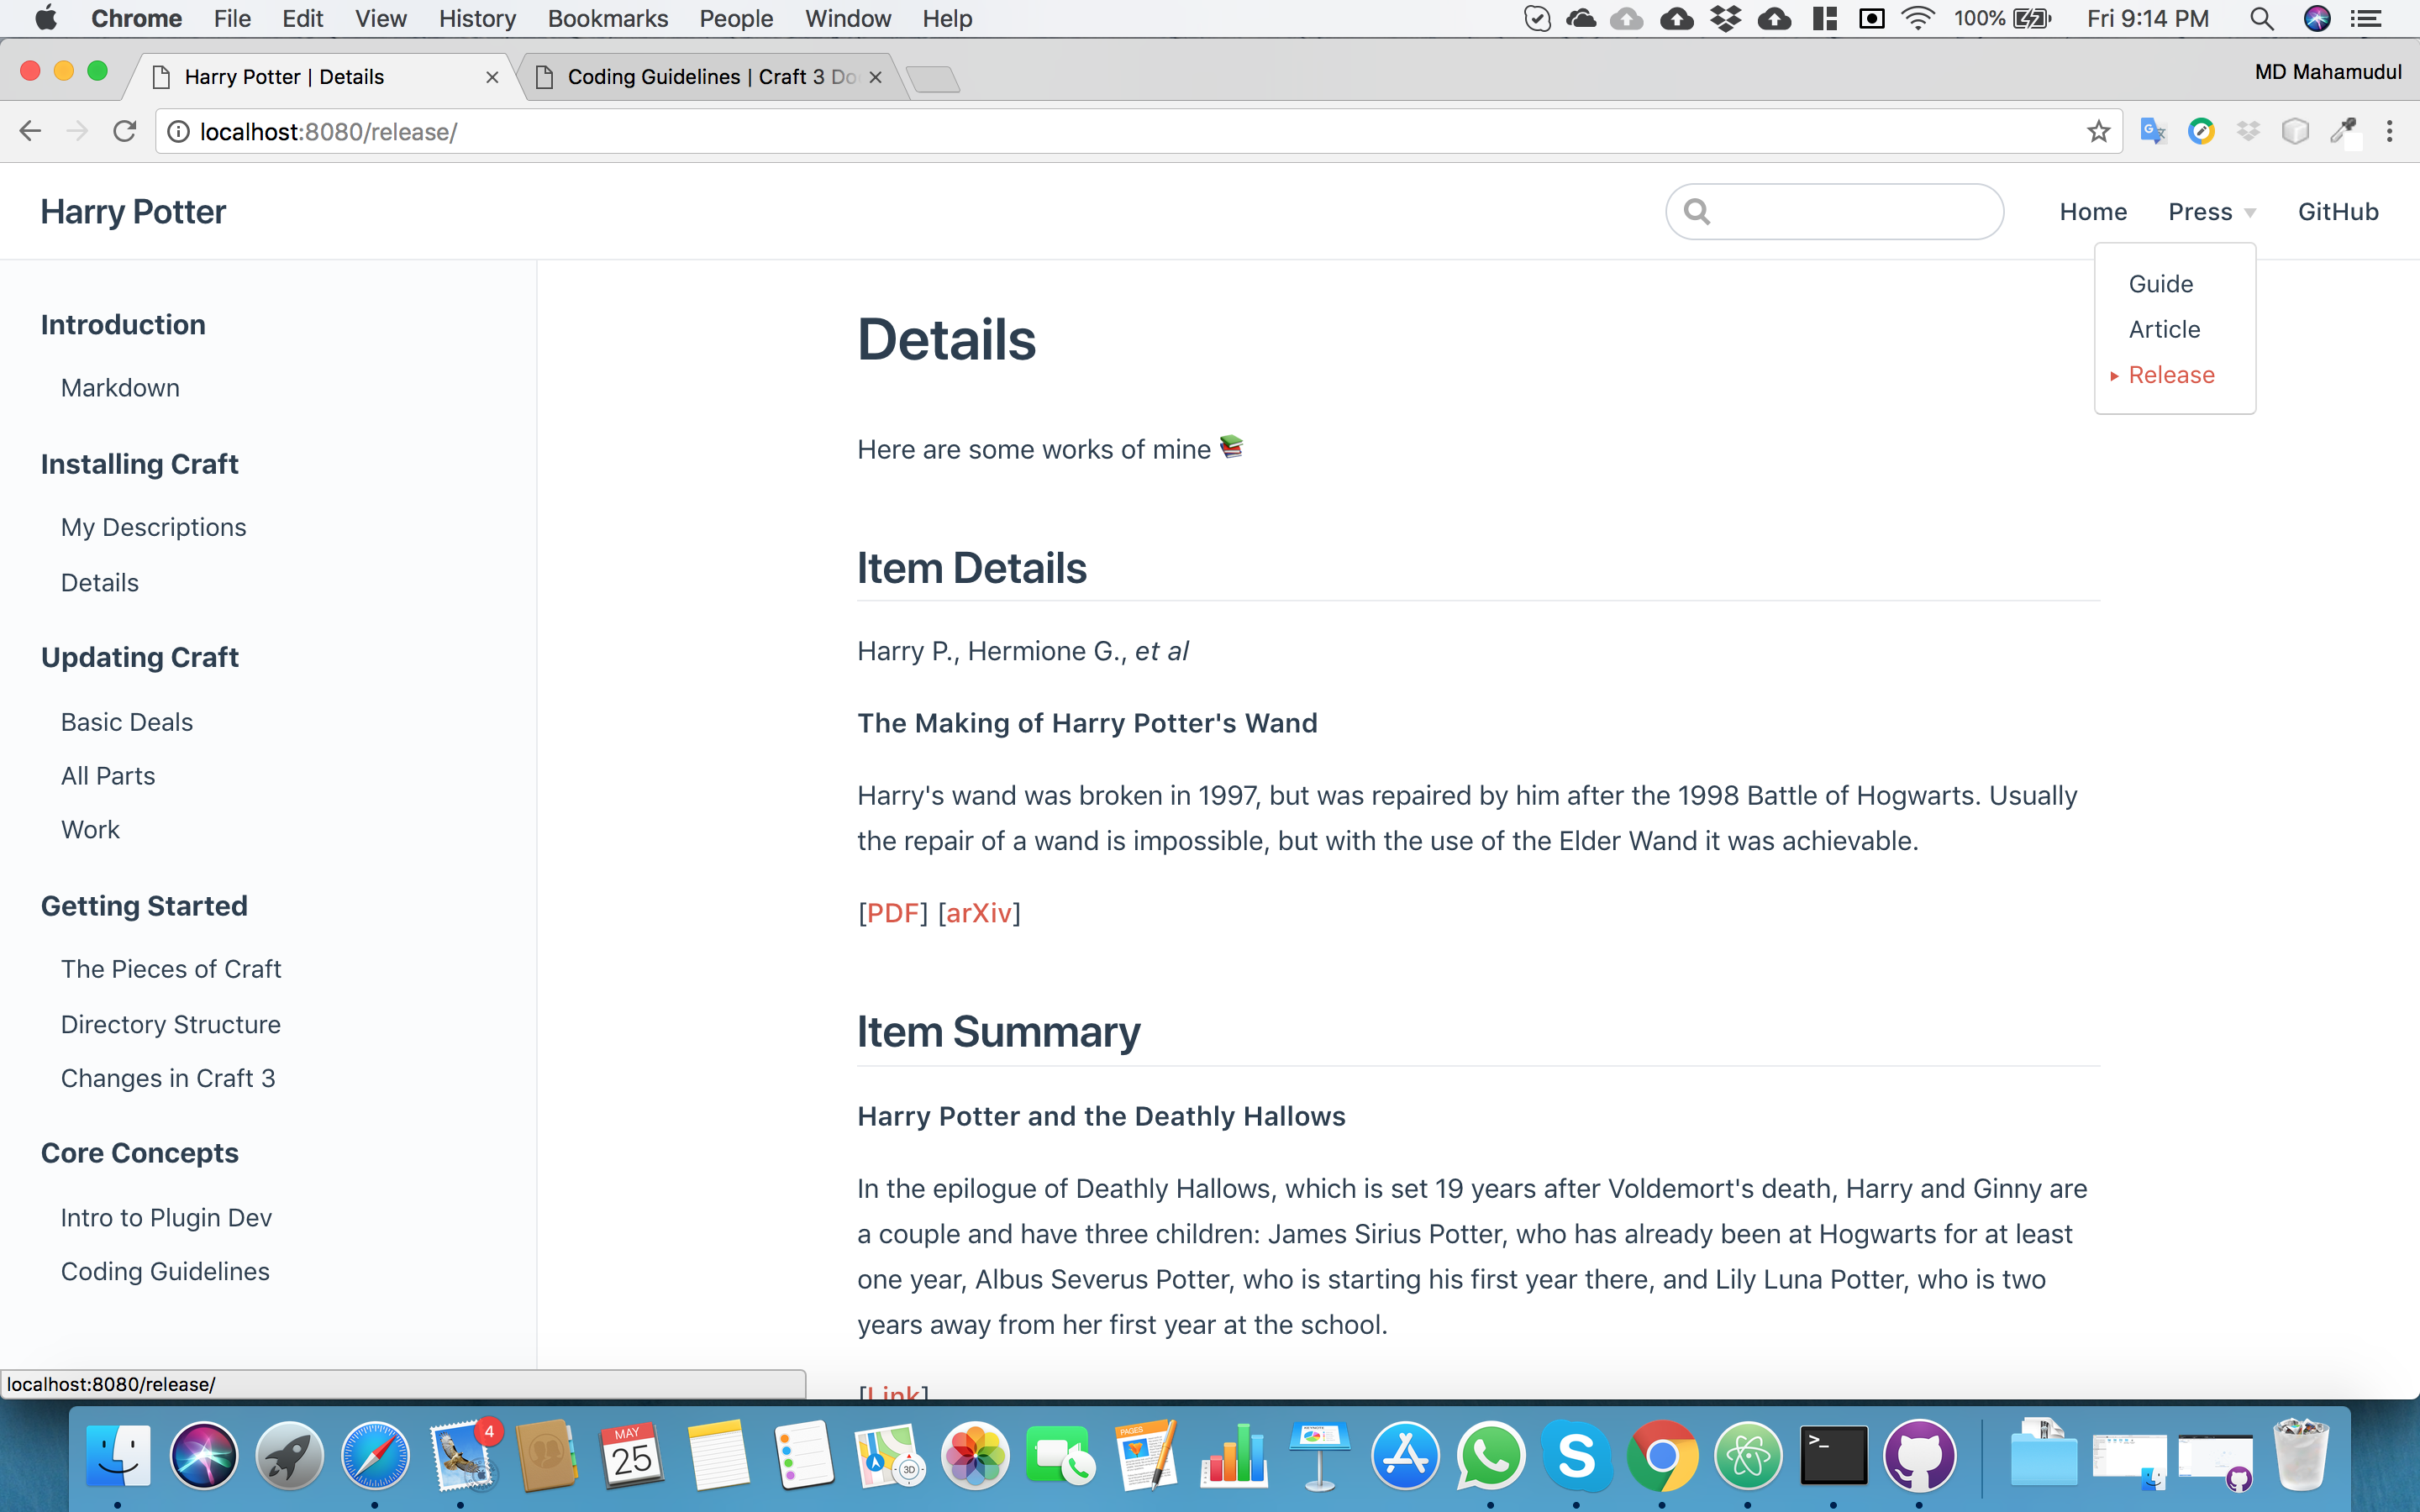 Chrome File Edit View History Bookmarks People Window Help 100% Fri 9:14 PM
Harry Potter | Details Coding Guidelines | Craft 3 Do MD Mahamudul
localhost:8080/release/
Harry Potter Home Press GitHub
Guide
Article
Release
Introduction
Markdown
Installing Craft
My Descriptions
Details
Updating Craft
Basic Deals
All Parts
Work
Getting Started
The Pieces of Craft
Directory Structure
Changes in Craft 3
Core Concepts
Intro to Plugin Dev
Coding Guidelines
Details
Here are some works of mine 📚
Item Details
Harry P., Hermione G., et al
The Making of Harry Potter's Wand
Harry's wand was broken in 1997, but was repaired by him after the 1998 Battle of Hogwarts. Usually
the repair of a wand is impossible, but with the use of the Elder Wand it was achievable.
[PDF] [arXiv]
Item Summary
Harry Potter and the Deathly Hallows
In the epilogue of Deathly Hallows, which is set 19 years after Voldemort's death, Harry and Ginny are
a couple and have three children: James Sirius Potter, who has already been at Hogwarts for at least
one year, Albus Severus Potter, who is starting his first year there, and Lily Luna Potter, who is two
years away from her first year at the school.
[Link]
localhost:8080/release/
4
MAY
25
3D
PAGES
S
>_